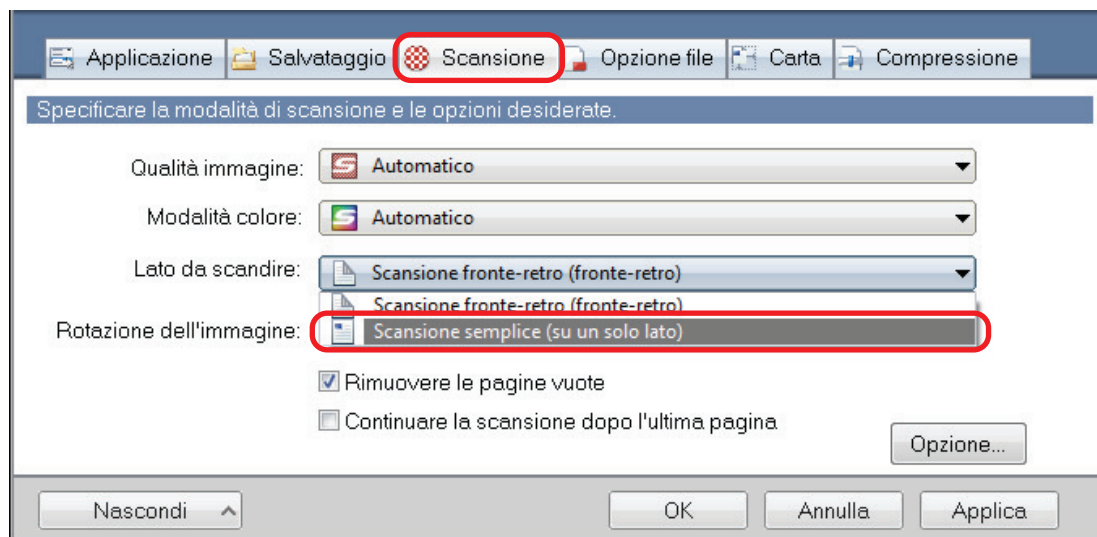 Applicazione Salvataggio Scansione Opzione file Carta Compressione
Specificare la modalità di scansione e le opzioni desiderate.
Qualità immagine: Automatico
Modalità colore: Automatico
Lato da scandire: Scansione fronte-retro (fronte-retro)
Scansione fronte-retro (fronte-retro)
Rotazione dell'immagine: Scansione semplice (su un solo lato)
Rimuovere le pagine vuote
Continuare la scansione dopo l'ultima pagina
Opzione...
Nascondi OK Annulla Applica